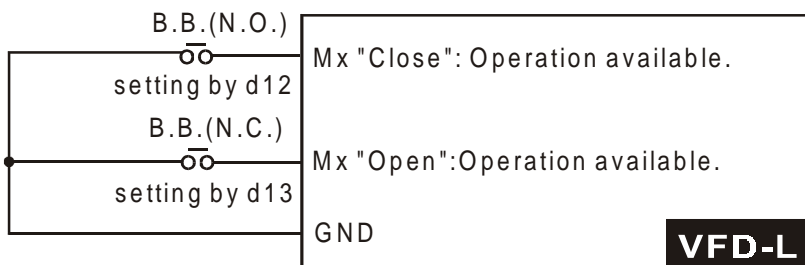 B.B.(N.O.)
Mx "Close": Operation available.
setting by d12
B.B.(N.C.)
Mx "Open":Operation available.
setting by d13
GND
VFD-L